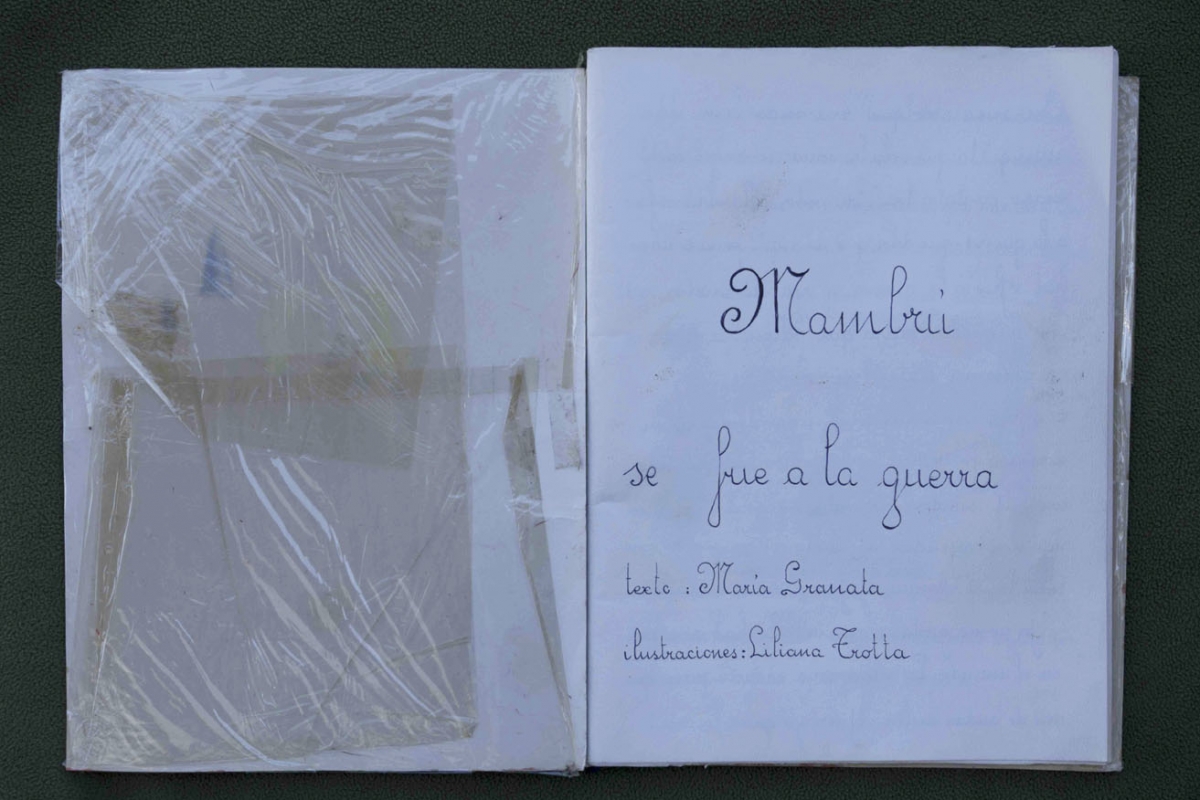 Mambrú
se fue a la guerra
texto : María Granata
ilustraciones: Liliana Trotta